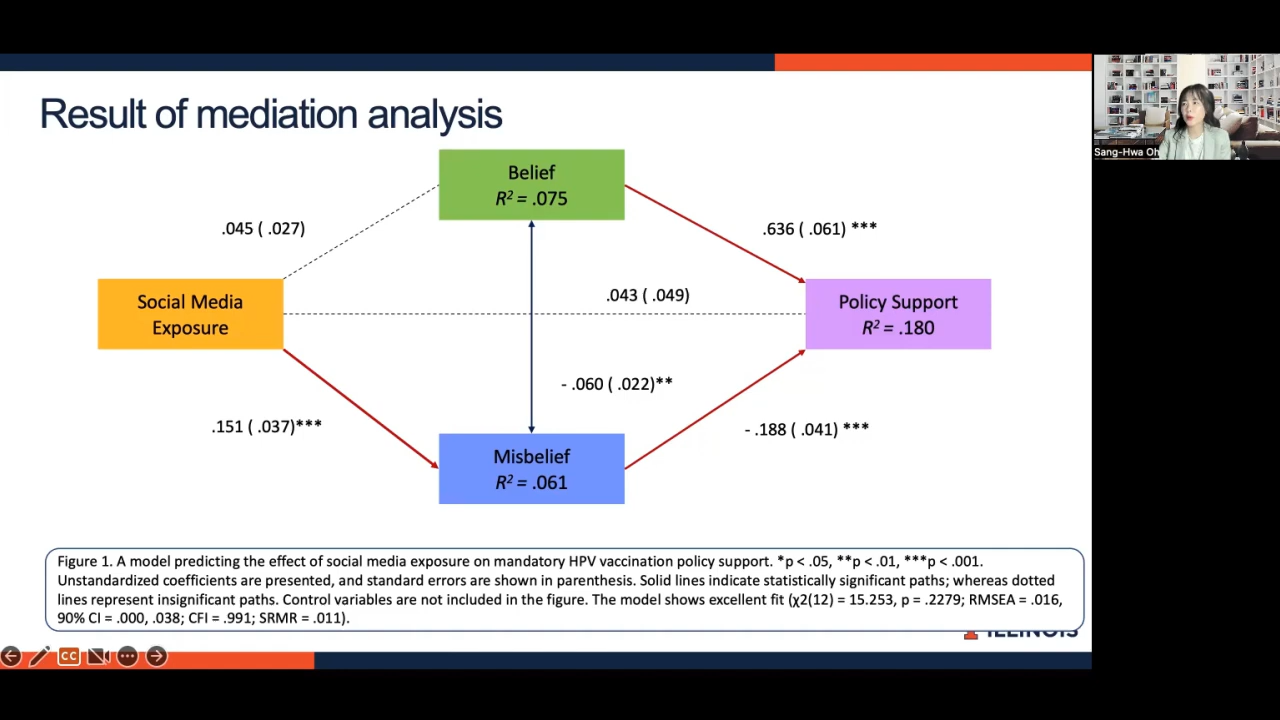 Result of mediation analysis
Sang-Hwa Oh
Belief
R² = .075
.045 ( .027)
.636 ( .061) ***
Social Media
Exposure
.043 ( .049)
Policy Support
R² = .180
- .060 ( .022)**
.151 ( .037)***
- .188 ( .041) ***
Misbelief
R² = .061
Figure 1. A model predicting the effect of social media exposure on mandatory HPV vaccination policy support. *p < .05, **p < .01, ***p < .001.
Unstandardized coefficients are presented, and standard errors are shown in parenthesis. Solid lines indicate statistically significant paths; whereas dotted
lines represent insignificant paths. Control variables are not included in the figure. The model shows excellent fit (χ2(12) = 15.253, p = .2279; RMSEA = .016,
90% CI = .000, .038; CFI = .991; SRMR = .011).
ILLINOIS
CC